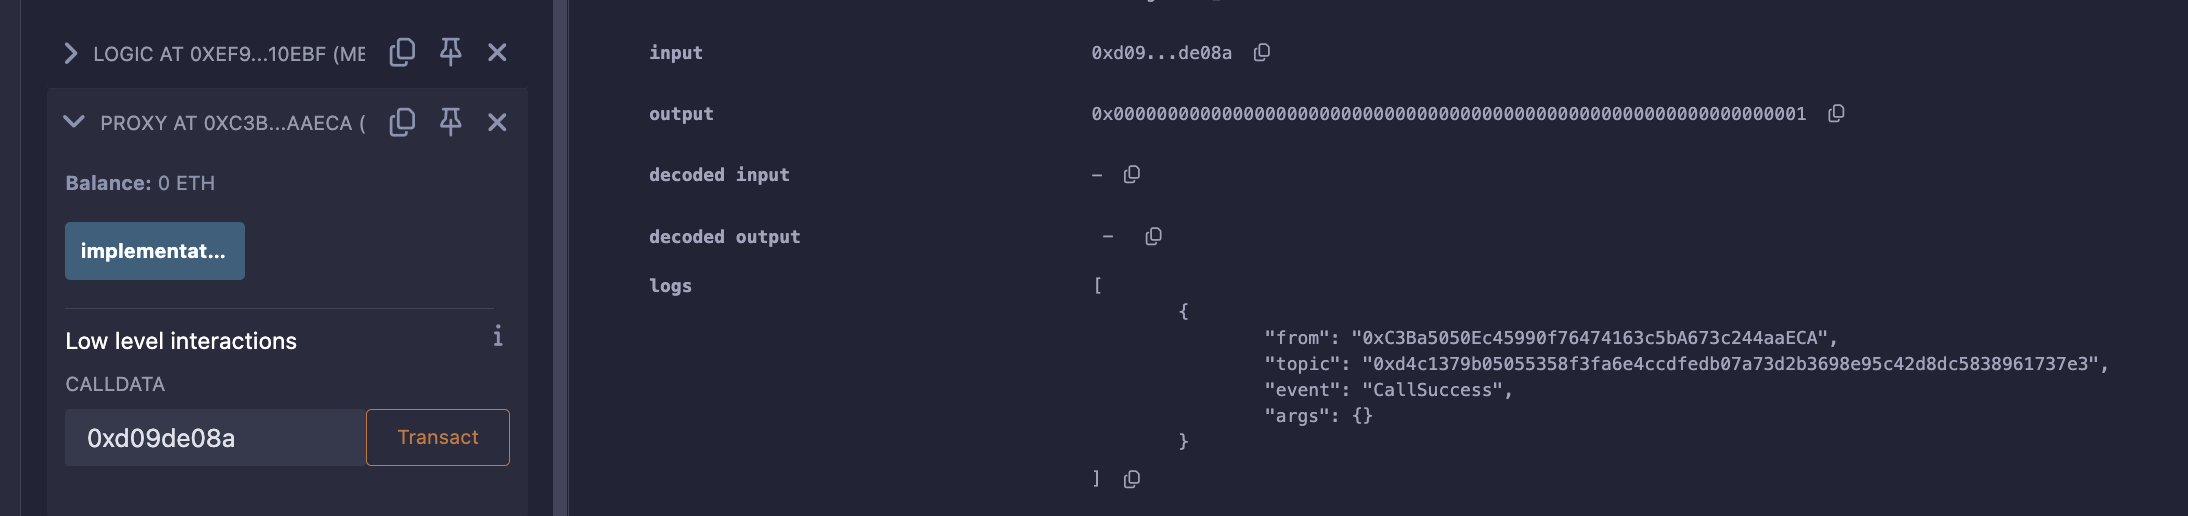 LOGIC AT 0XEF9...10EBF (ME
PROXY AT 0XC3B...AAECA (
Balance: 0 ETH
implementat...
Low level interactions
i
CALLDATA
0xd09de08a
Transact
input 0xd09...de08a
output 0x0000000000000000000000000000000000000000000000000000000000000001
decoded input –
decoded output –
logs [
{
"from": "0xC3Ba5050Ec45990f76474163c5bA673c244aaECA",
"topic": "0xd4c1379b05055358f3fa6e4ccdfedb07a73d2b3698e95c42d8dc5838961737e3",
"event": "CallSuccess",
"args": {}
}
]